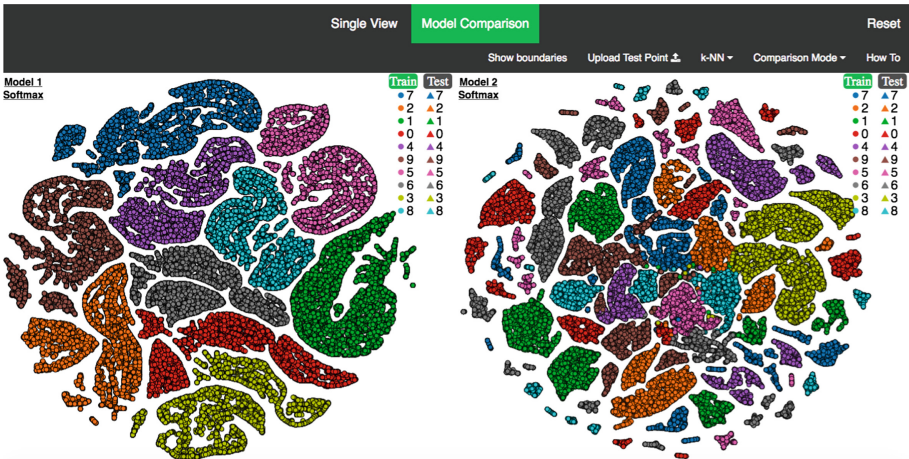 Single View Model Comparison Reset
Show boundaries Upload Test Point k-NN Comparison Mode How To
Model 1
Softmax
Train Test
7 7
2 2
1 1
0 0
4 4
9 9
5 5
6 6
3 3
8 8
Model 2
Softmax
Train Test
7 7
2 2
1 1
0 0
4 4
9 9
5 5
6 6
3 3
8 8